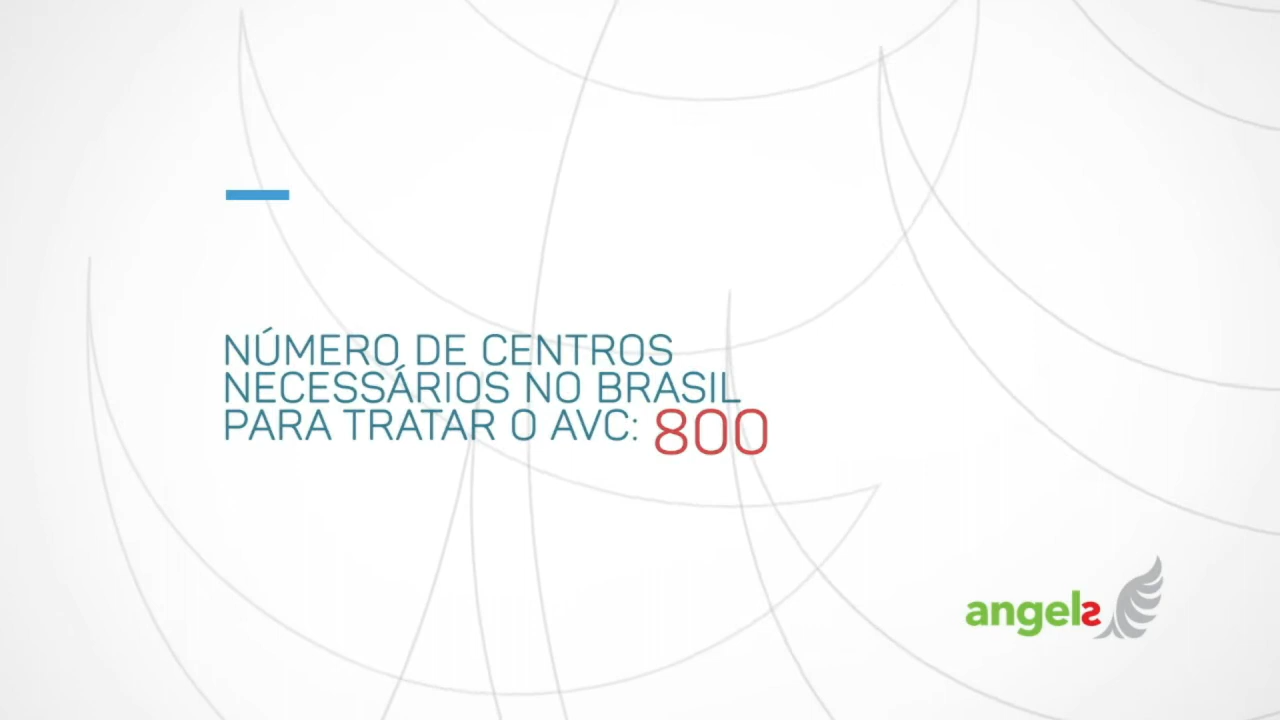 NÚMERO DE CENTROS
NECESSÁRIOS NO BRASIL
PARA TRATAR O AVC: 800
angels